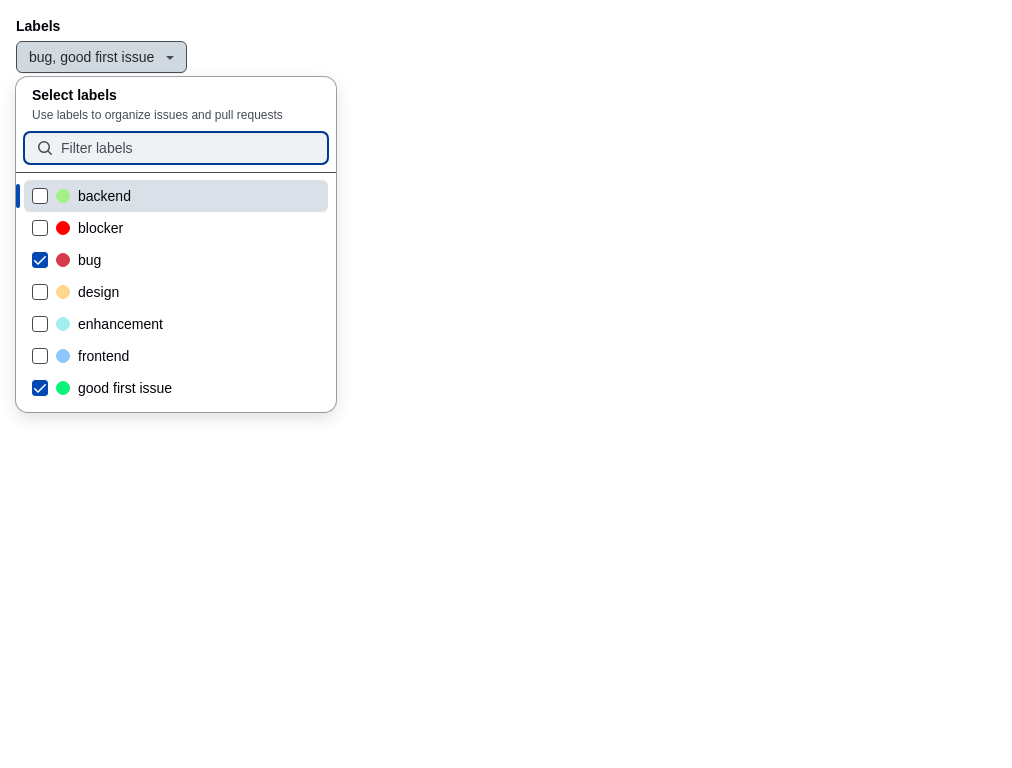 Labels
bug, good first issue
Select labels
Use labels to organize issues and pull requests
Filter labels
backend
blocker
bug
design
enhancement
frontend
good first issue